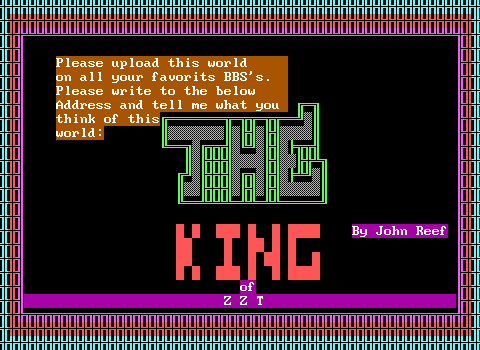 Please upload this world
on all your favorits BBS's.
Please write to the below
Address and tell me what you
think of this
world:
THE
KING
By John Reef
of
Z Z T